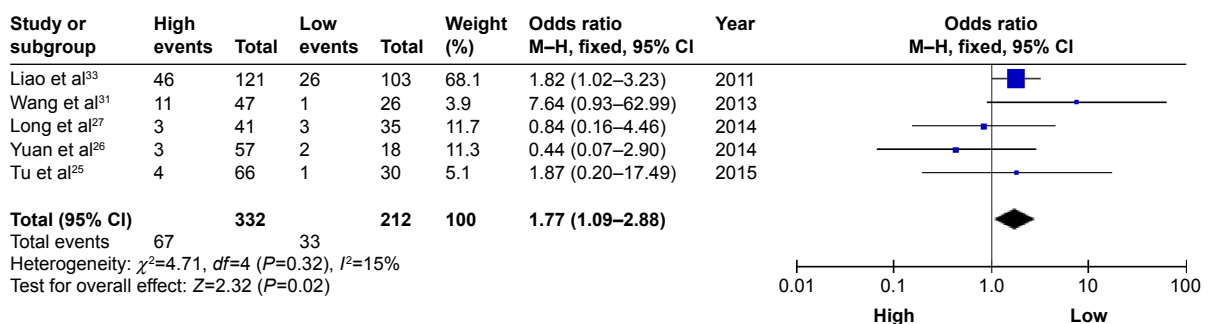 Study or subgroup High events Total Low events Total Weight (%) Odds ratio M–H, fixed, 95% CI Year Odds ratio M–H, fixed, 95% CI
Liao et al³³ 46 121 26 103 68.1 1.82 (1.02–3.23) 2011
Wang et al³¹ 11 47 1 26 3.9 7.64 (0.93–62.99) 2013
Long et al²⁷ 3 41 3 35 11.7 0.84 (0.16–4.46) 2014
Yuan et al²⁶ 3 57 2 18 11.3 0.44 (0.07–2.90) 2014
Tu et al²⁵ 4 66 1 30 5.1 1.87 (0.20–17.49) 2015
Total (95% CI) 332 212 100 1.77 (1.09–2.88)
Total events 67 33
Heterogeneity: χ²=4.71, df=4 (P=0.32), I²=15%
Test for overall effect: Z=2.32 (P=0.02)
0.01 0.1 1.0 10 100
High Low